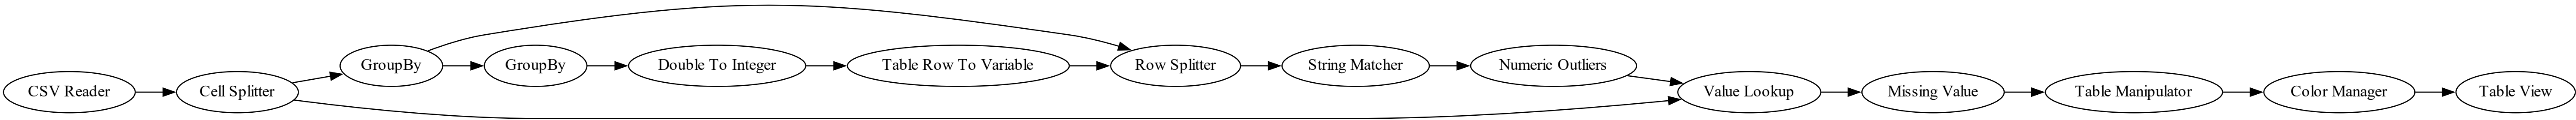 CSV Reader
Cell Splitter
GroupBy
GroupBy
Double To Integer
Table Row To Variable
Row Splitter
String Matcher
Numeric Outliers
Value Lookup
Missing Value
Table Manipulator
Color Manager
Table View